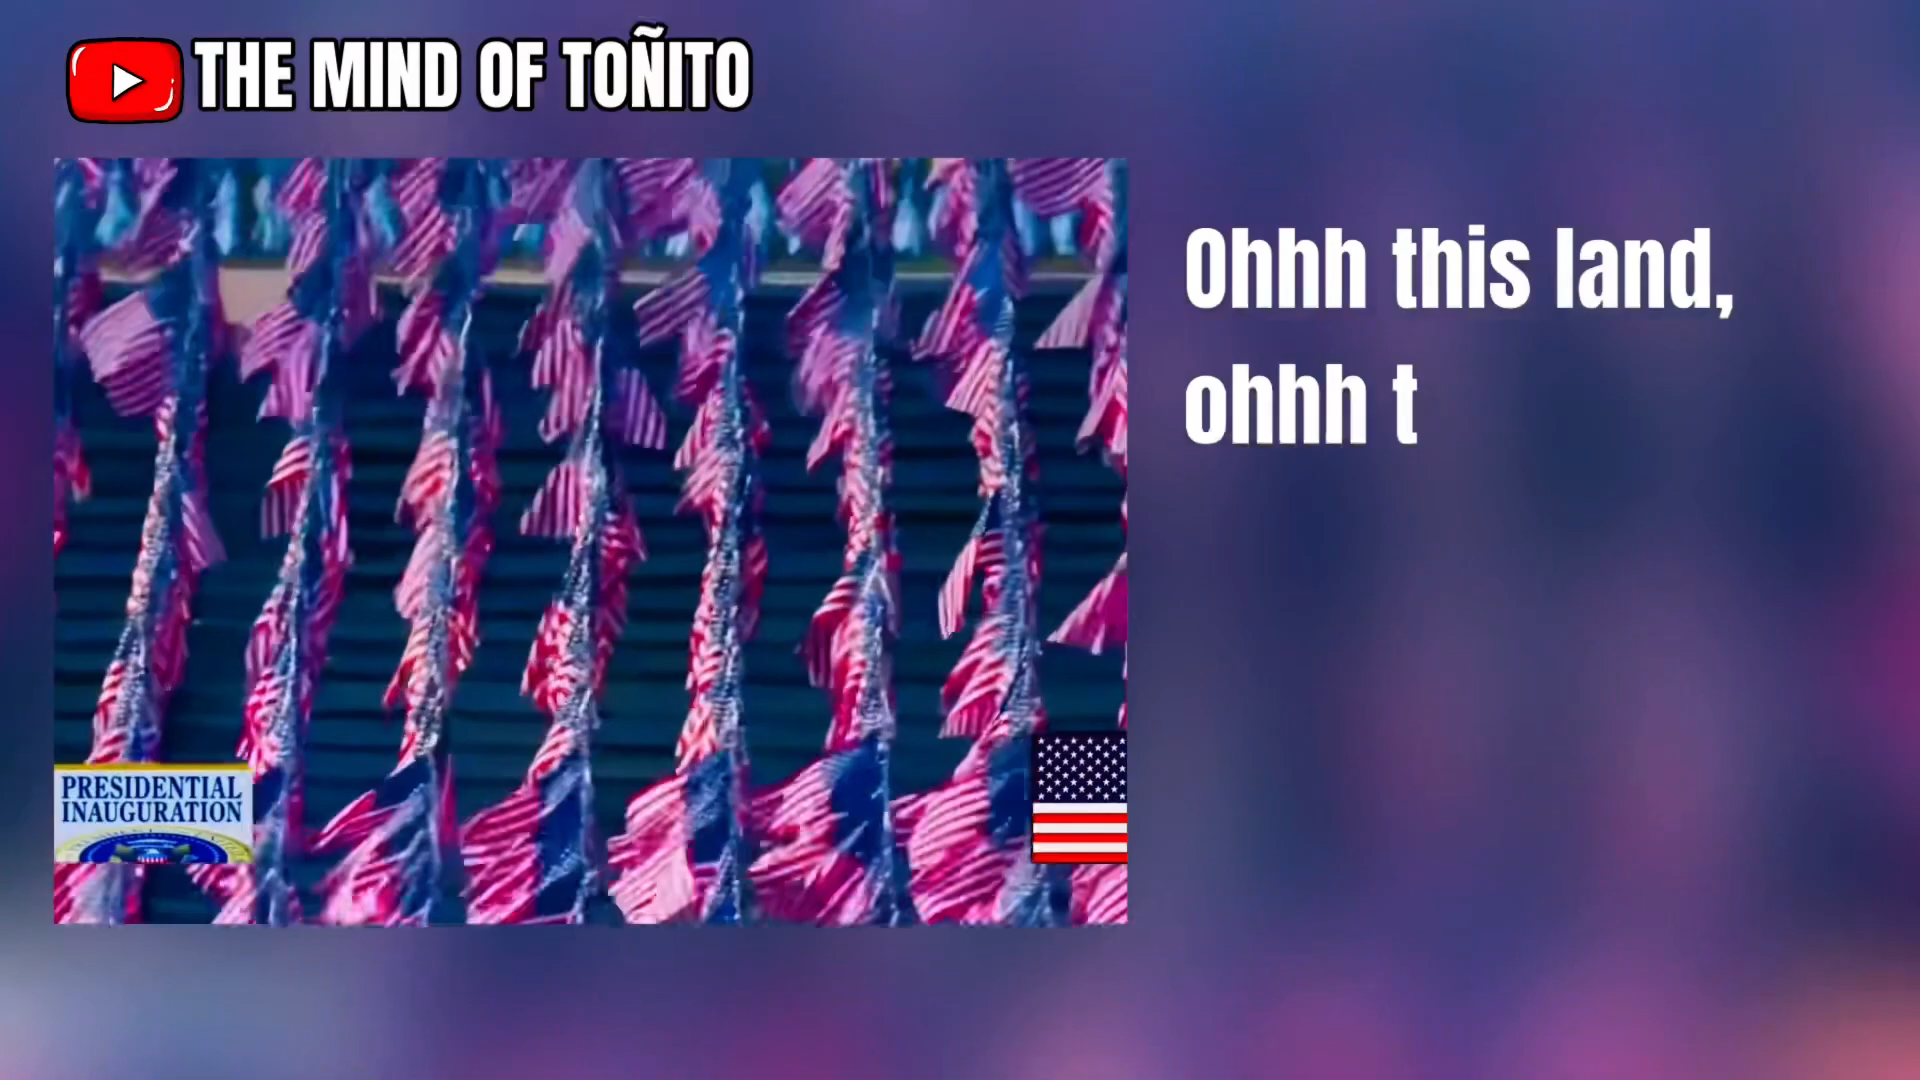 THE MIND OF TOÑITO
Ohhh this land,
ohhh t
PRESIDENTIAL
INAUGURATION